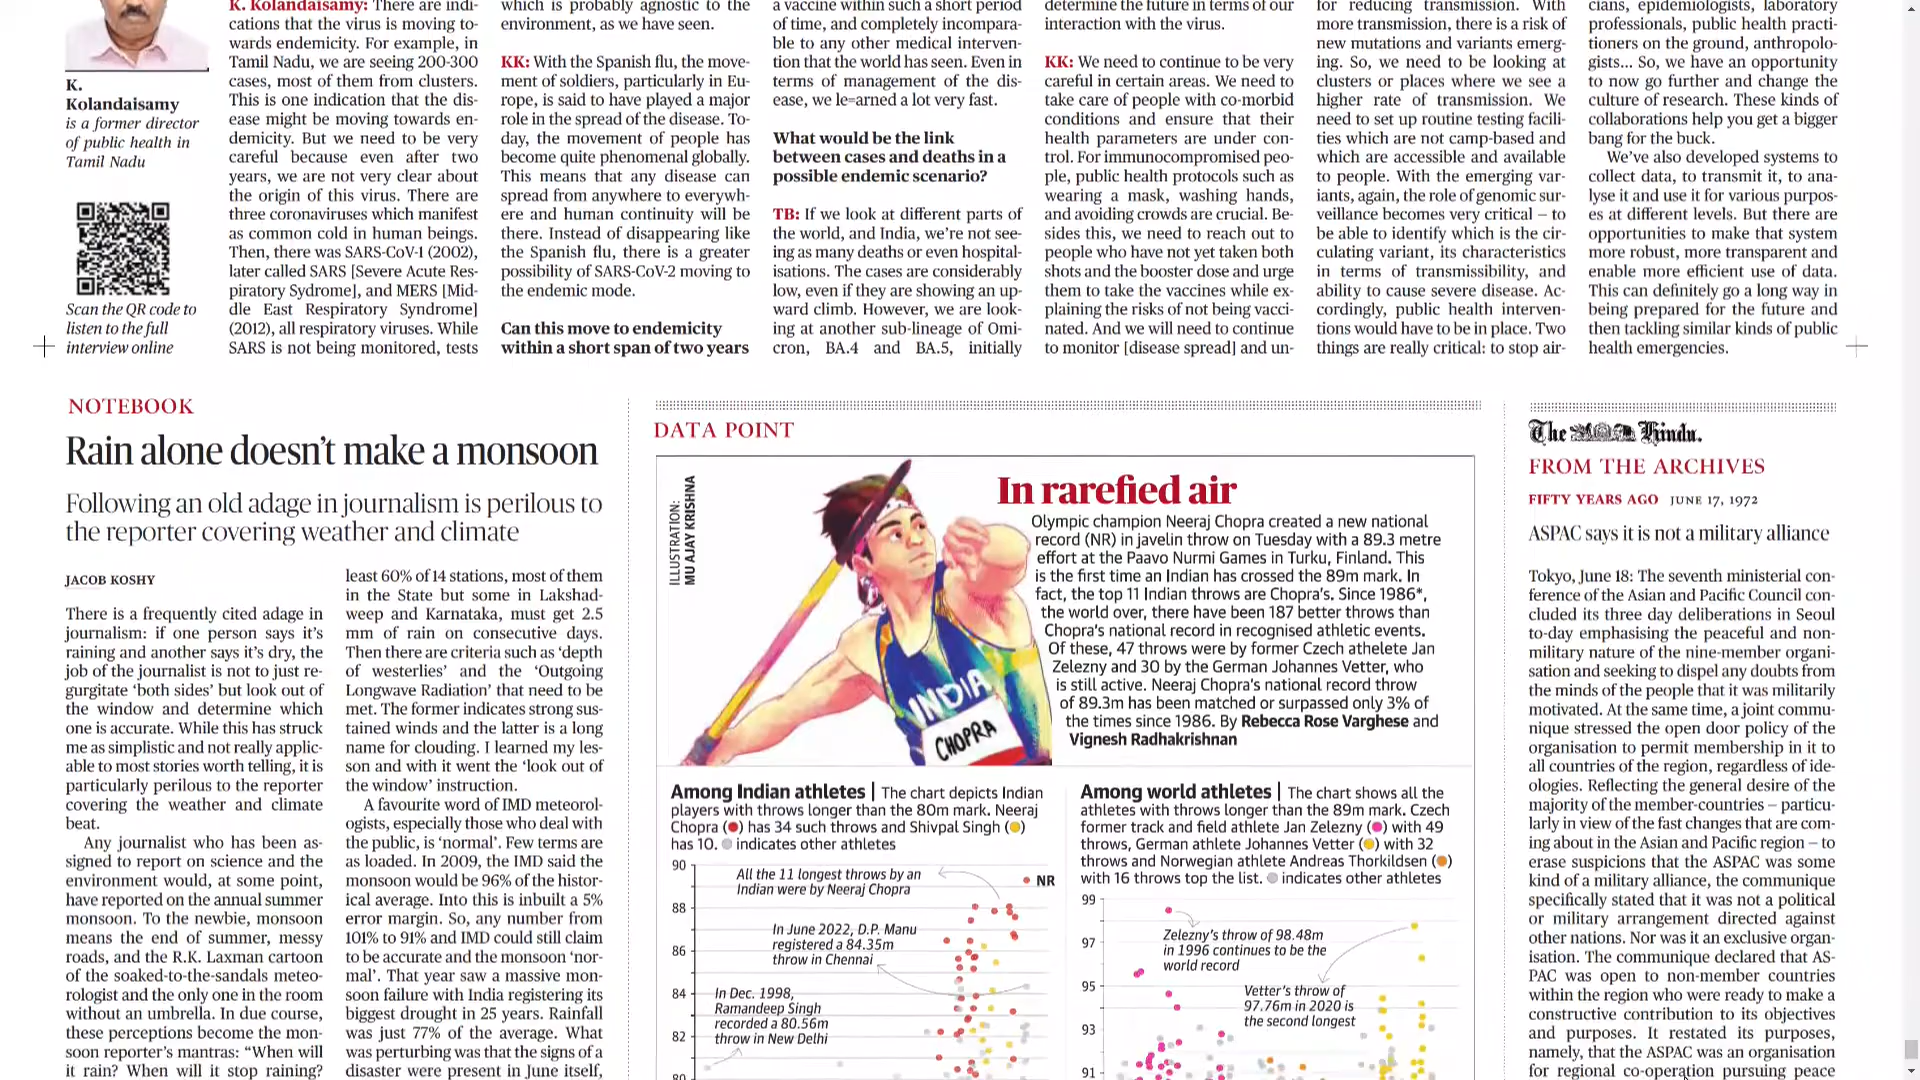 K.
Kolandaisamy
is a former director
of public health in
Tamil Nadu
Scan the QR code to
listen to the full
interview online
K. Kolandaisamy: There are indi-
cations that the virus is moving to-
wards endemicity. For example, in
Tamil Nadu, we are seeing 200-300
cases, most of them from clusters.
This is one indication that the dis-
ease might be moving towards en-
demicity. But we need to be very
careful because even after two
years, we are not very clear about
the origin of this virus. There are
three coronaviruses which manifest
as common cold in human beings.
Then, there was SARS-CoV-1 (2002),
later called SARS [Severe Acute Res-
piratory Sydrome], and MERS [Mid-
dle East Respiratory Syndrome]
(2012), all respiratory viruses. While
SARS is not being monitored, tests
which is probably agnostic to the
environment, as we have seen.
KK: With the Spanish flu, the move-
ment of soldiers, particularly in Eu-
rope, is said to have played a major
role in the spread of the disease. To-
day, the movement of people has
become quite phenomenal globally.
This means that any disease can
spread from anywhere to everywh-
ere and human continuity will be
there. Instead of disappearing like
the Spanish flu, there is a greater
possibility of SARS-CoV-2 moving to
the endemic mode.
Can this move to endemicity
within a short span of two years
a vaccine within such a short period
of time, and completely incompara-
ble to any other medical interven-
tion that the world has seen. Even in
terms of management of the dis-
ease, we le=arned a lot very fast.
What would be the link
between cases and deaths in a
possible endemic scenario?
TB: If we look at different parts of
the world, and India, we're not see-
ing as many deaths or even hospital-
isations. The cases are considerably
low, even if they are showing an up-
ward climb. However, we are look-
ing at another sub-lineage of Omi-
cron, BA.4 and BA.5, initially
determine the future in terms of our
interaction with the virus.
KK: We need to continue to be very
careful in certain areas. We need to
take care of people with co-morbid
conditions and ensure that their
health parameters are under con-
trol. For immunocompromised peo-
ple, public health protocols such as
wearing a mask, washing hands,
and avoiding crowds are crucial. Be-
sides this, we need to reach out to
people who have not yet taken both
shots and the booster dose and urge
them to take the vaccines while ex-
plaining the risks of not being vacci-
nated. And we will need to continue
to monitor [disease spread] and un-
for reducing transmission. With
more transmission, there is a risk of
new mutations and variants emerg-
ing. So, we need to be looking at
clusters or places where we see a
higher rate of transmission. We
need to set up routine testing facili-
ties which are not camp-based and
which are accessible and available
to people. With the emerging var-
iants, again, the role of genomic sur-
veillance becomes very critical – to
be able to identify which is the cir-
culating variant, its characteristics
in terms of transmissibility, and
ability to cause severe disease. Ac-
cordingly, public health interven-
tions would have to be in place. Two
things are really critical: to stop air-
cians, epidemiologists, laboratory
professionals, public health practi-
tioners on the ground, anthropolo-
gists... So, we have an opportunity
to now go further and change the
culture of research. These kinds of
collaborations help you get a bigger
bang for the buck.
We've also developed systems to
collect data, to transmit it, to ana-
lyse it and use it for various purpos-
es at different levels. But there are
opportunities to make that system
more robust, more transparent and
enable more efficient use of data.
This can definitely go a long way in
being prepared for the future and
then tackling similar kinds of public
health emergencies.
NOTEBOOK
Rain alone doesn't make a monsoon
Following an old adage in journalism is perilous to
the reporter covering weather and climate
JACOB KOSHY
There is a frequently cited adage in
journalism: if one person says it's
raining and another says it's dry, the
job of the journalist is not to just re-
gurgitate 'both sides' but look out of
the window and determine which
one is accurate. While this has struck
me as simplistic and not really applic-
able to most stories worth telling, it is
particularly perilous to the reporter
covering the weather and climate
beat.
Any journalist who has been as-
signed to report on science and the
environment would, at some point,
have reported on the annual summer
monsoon. To the newbie, monsoon
means the end of summer, messy
roads, and the R.K. Laxman cartoon
of the soaked-to-the-sandals meteo-
rologist and the only one in the room
without an umbrella. In due course,
these perceptions become the mon-
soon reporter's mantras: "When will
it rain? When will it stop raining?
least 60% of 14 stations, most of them
in the State but some in Lakshad-
weep and Karnataka, must get 2.5
mm of rain on consecutive days.
Then there are criteria such as 'depth
of westerlies' and the 'Outgoing
Longwave Radiation' that need to be
met. The former indicates strong sus-
tained winds and the latter is a long
name for clouding. I learned my les-
son and with it went the 'look out of
the window' instruction.
A favourite word of IMD meteorol-
ogists, especially those who deal with
the public, is 'normal'. Few terms are
as loaded. In 2009, the IMD said the
monsoon would be 96% of the histor-
ical average. Into this is inbuilt a 5%
error margin. So, any number from
101% to 91% and IMD could still claim
to be accurate and the monsoon 'nor-
mal'. That year saw a massive mon-
soon failure with India registering its
biggest drought in 25 years. Rainfall
was just 77% of the average. What
was perturbing was that the signs of a
disaster were present in June itself,
DATA POINT
ILLUSTRATION:
MU AJAY KRISHNA
INDIA
CHOPRA
In rarefied air
Olympic champion Neeraj Chopra created a new national
record (NR) in javelin throw on Tuesday with a 89.3 metre
effort at the Paavo Nurmi Games in Turku, Finland. This
is the first time an Indian has crossed the 89m mark. In
fact, the top 11 Indian throws are Chopra's. Since 1986*,
the world over, there have been 187 better throws than
Chopra's national record in recognised athletic events.
Of these, 47 throws were by former Czech athelete Jan
Zelezny and 30 by the German Johannes Vetter, who
is still active. Neeraj Chopra's national record throw
of 89.3m has been matched or surpassed only 3% of
the times since 1986. By Rebecca Rose Varghese and
Vignesh Radhakrishnan
Among Indian athletes | The chart depicts Indian
players with throws longer than the 80m mark. Neeraj
Chopra ( ) has 34 such throws and Shivpal Singh ( )
has 10. indicates other athletes
90
88
86
84
82
80
All the 11 longest throws by an
Indian were by Neeraj Chopra
NR
In June 2022, D.P. Manu
registered a 84.35m
throw in Chennai
In Dec. 1998,
Ramandeep Singh
recorded a 80.56m
throw in New Delhi
Among world athletes | The chart shows all the
athletes with throws longer than the 89m mark. Czech
former track and field athlete Jan Zelezny ( ) with 49
throws, German athlete Johannes Vetter ( ) with 32
throws and Norwegian athlete Andreas Thorkildsen ( )
with 16 throws top the list. indicates other athletes
99
97
95
93
91
Zelezny's throw of 98.48m
in 1996 continues to be the
world record
Vetter's throw of
97.76m in 2020 is
the second longest
The Hindu.
FROM THE ARCHIVES
FIFTY YEARS AGO JUNE 17, 1972
ASPAC says it is not a military alliance
Tokyo, June 18: The seventh ministerial con-
ference of the Asian and Pacific Council con-
cluded its three day deliberations in Seoul
to-day emphasising the peaceful and non-
military nature of the nine-member organi-
sation and seeking to dispel any doubts from
the minds of the people that it was militarily
motivated. At the same time, a joint commu-
nique stressed the open door policy of the
organisation to permit membership in it to
all countries of the region, regardless of ide-
ologies. Reflecting the general desire of the
majority of the member-countries – particu-
larly in view of the fast changes that are com-
ing about in the Asian and Pacific region – to
erase suspicions that the ASPAC was some
kind of a military alliance, the communique
specifically stated that it was not a political
or military arrangement directed against
other nations. Nor was it an exclusive organ-
isation. The communique declared that AS-
PAC was open to non-member countries
within the region who were ready to make a
constructive contribution to its objectives
and purposes. It restated its purposes,
namely, that the ASPAC was an organisation
for regional co-operation pursuing peace